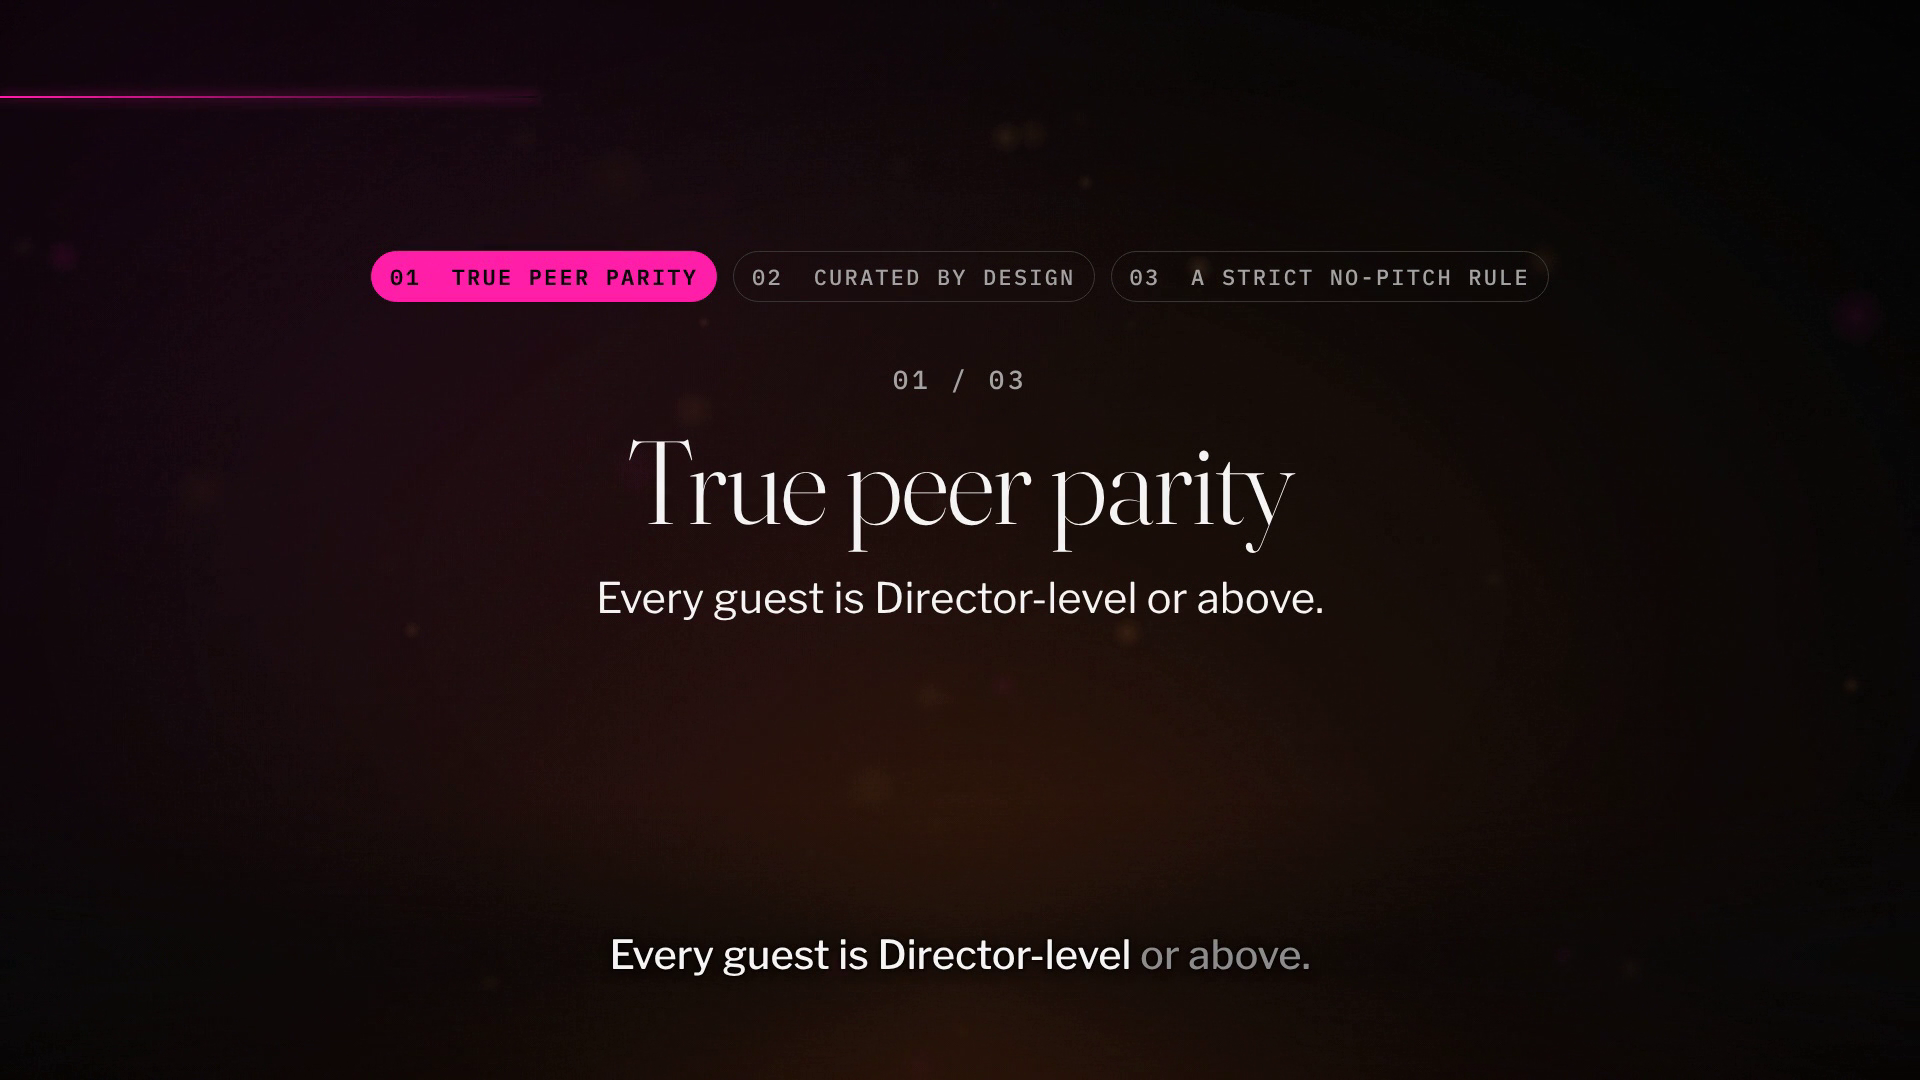 01 TRUE PEER PARITY 02 CURATED BY DESIGN 03 A STRICT NO-PITCH RULE
01 / 03
True peer parity
Every guest is Director-level or above.
Every guest is Director-level or above.